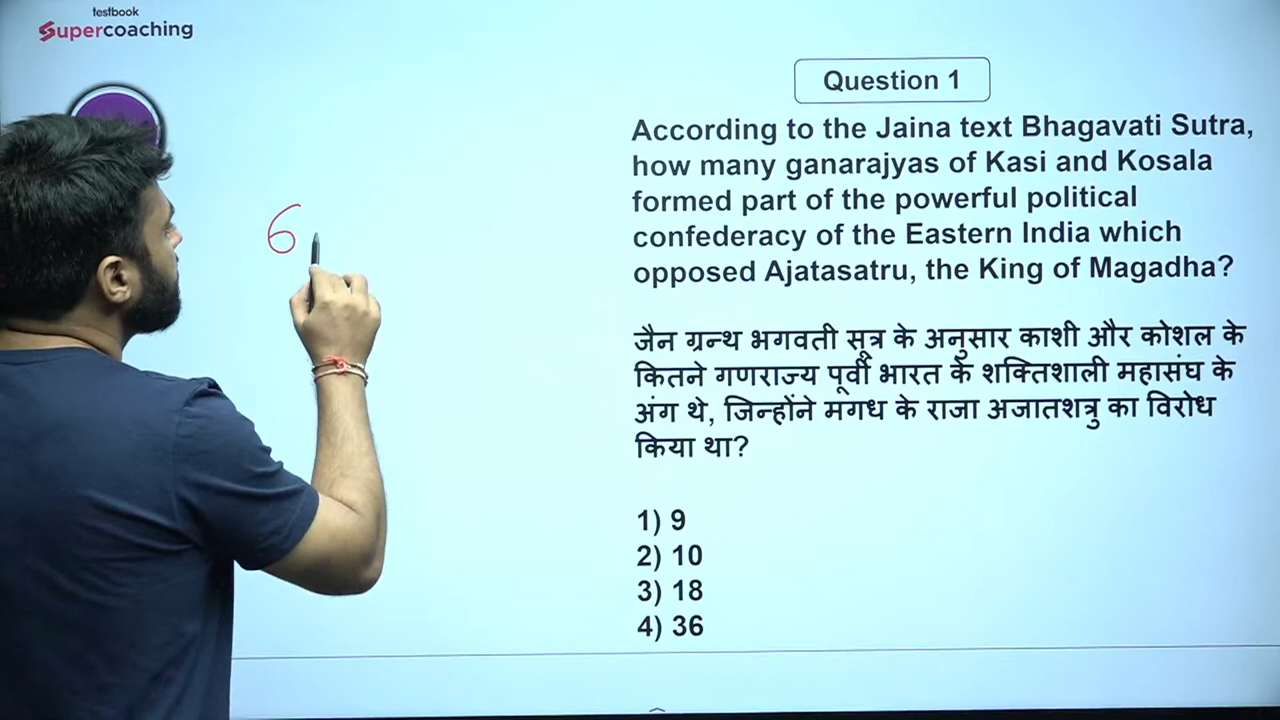 testbook
Supercoaching
Question 1
According to the Jaina text Bhagavati Sutra,
how many ganarajyas of Kasi and Kosala
formed part of the powerful political
confederacy of the Eastern India which
opposed Ajatasatru, the King of Magadha?
जैन ग्रन्थ भगवती सूत्र के अनुसार काशी और कोशल के
कितने गणराज्य पूर्वी भारत के शक्तिशाली महासंघ के
अंग थे, जिन्होंने मगध के राजा अजातशत्रु का विरोध
किया था?
1) 9
2) 10
3) 18
4) 36
6